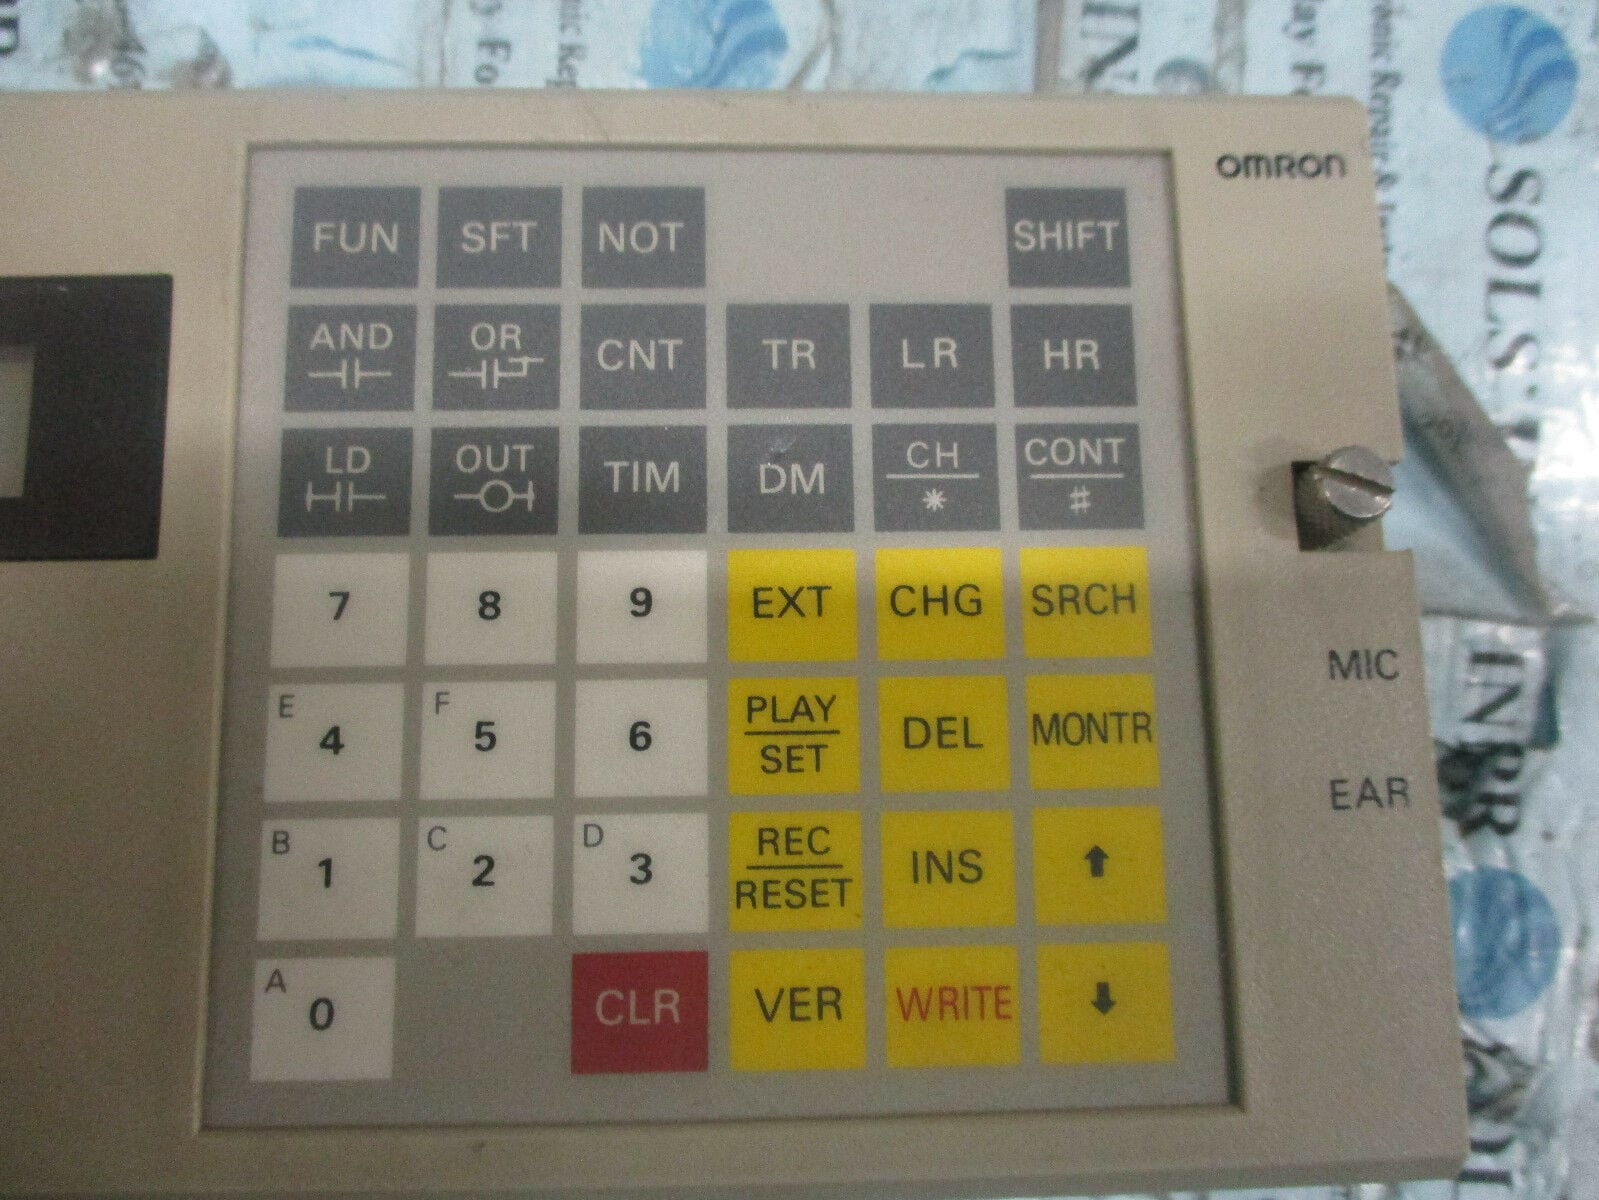 OMRON
FUN SFT NOT SHIFT
AND OR CNT TR LR HR
LD OUT TIM DM CH CONT
* #
7 8 9 EXT CHG SRCH
E 4 F 5 6 PLAY SET DEL MONTR
B 1 C 2 D 3 REC RESET INS ↑
A 0 CLR VER WRITE ↓
MIC
EAR